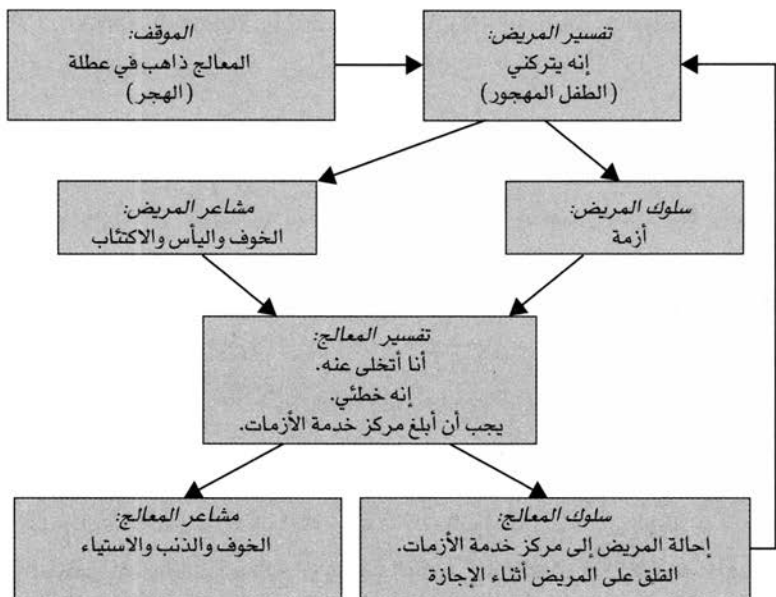 الموقف:
المعالج ذاهب في عطلة
(الهجر)
تفسير المريض:
إنه يتركني
(الطفل المهجور)
مشاعر المريض:
الخوف واليأس والاكتئاب
سلوك المريض:
أزمة
تفسير المعالج:
أنا أتخلى عنه.
إنه خطئي.
يجب أن أبلغ مركز خدمة الأزمات.
مشاعر المعالج:
الخوف والذنب والاستياء
سلوك المعالج:
إحالة المريض إلى مركز خدمة الأزمات.
القلق على المريض أثناء الإجازة